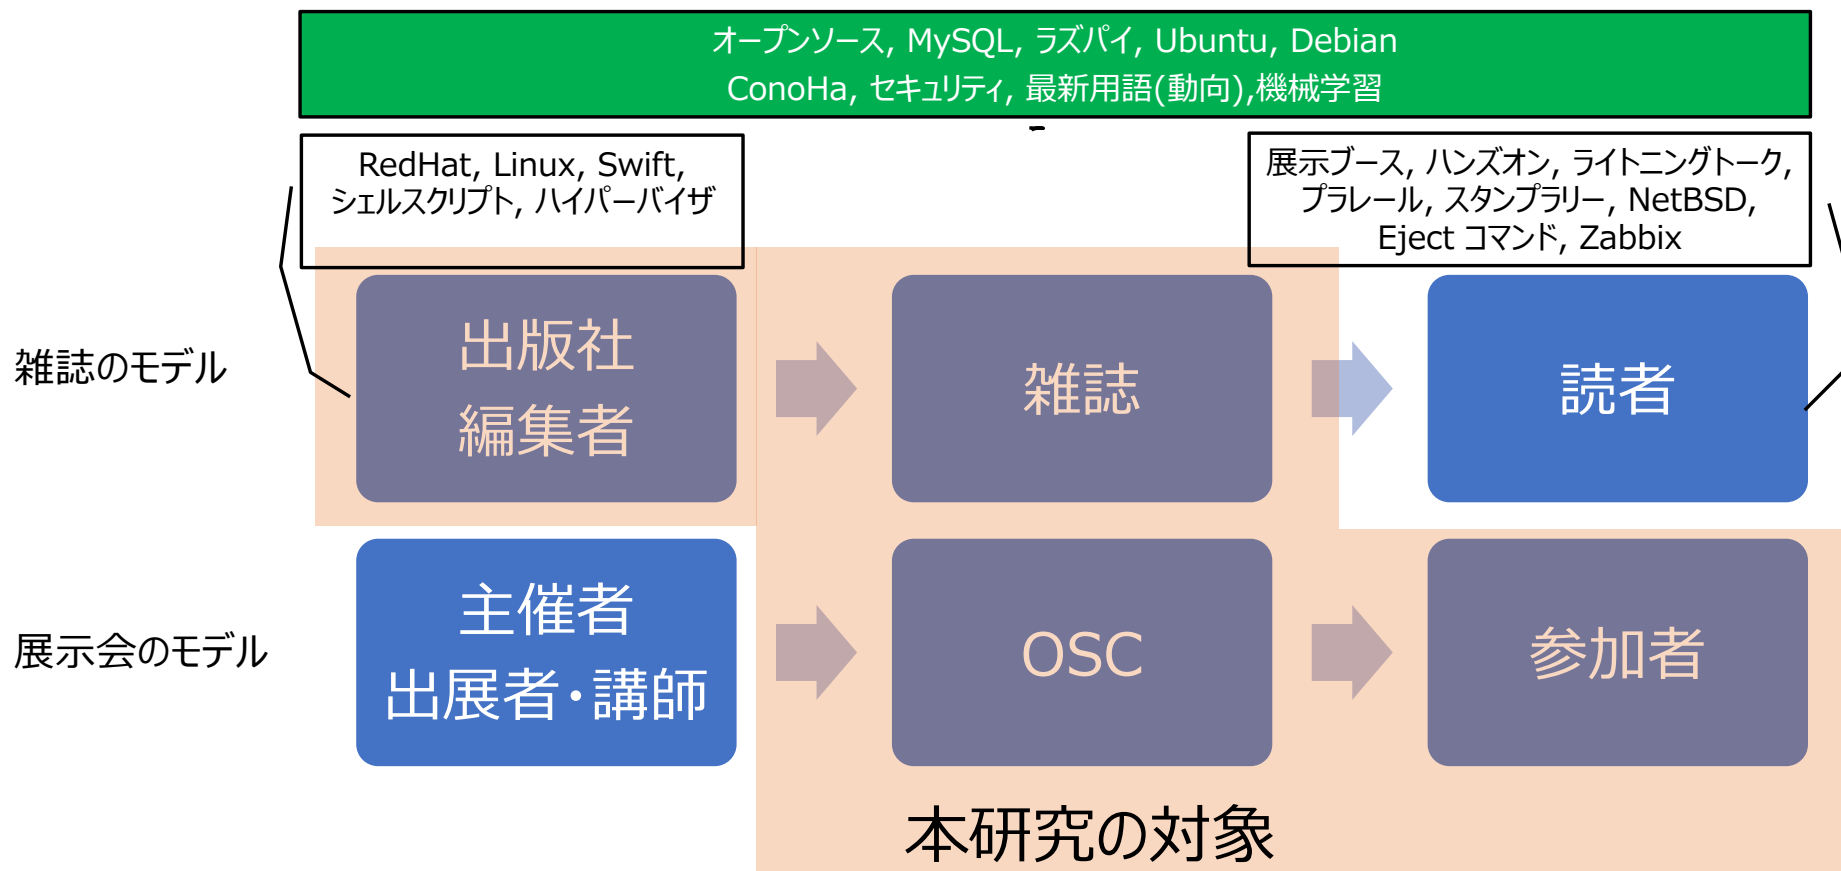 オープンソース, MySQL, ラズパイ, Ubuntu, Debian
ConoHa, セキュリティ, 最新用語(動向),機械学習
RedHat, Linux, Swift,
シェルスクリプト, ハイパーバイザ
展示ブース, ハンズオン, ライトニングトーク,
プラレール, スタンプラリー, NetBSD,
Eject コマンド, Zabbix
雑誌のモデル
出版社
編集者
雑誌
読者
展示会のモデル
主催者
出展者・講師
OSC
参加者
本研究の対象